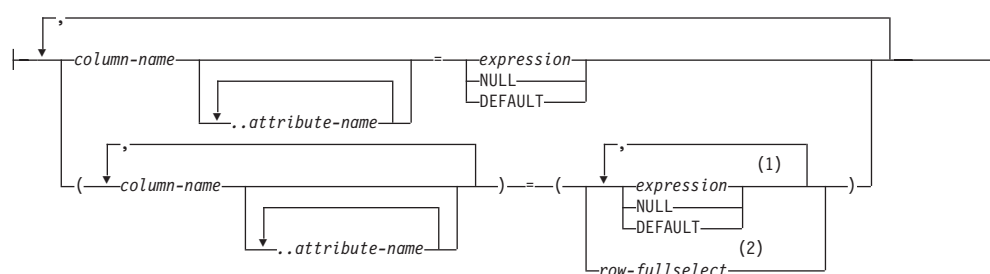 ,
column-name = expression
NULL
DEFAULT
..attribute-name
, , (1)
( column-name ) = ( expression )
NULL
DEFAULT
..attribute-name (2)
row-fullselect